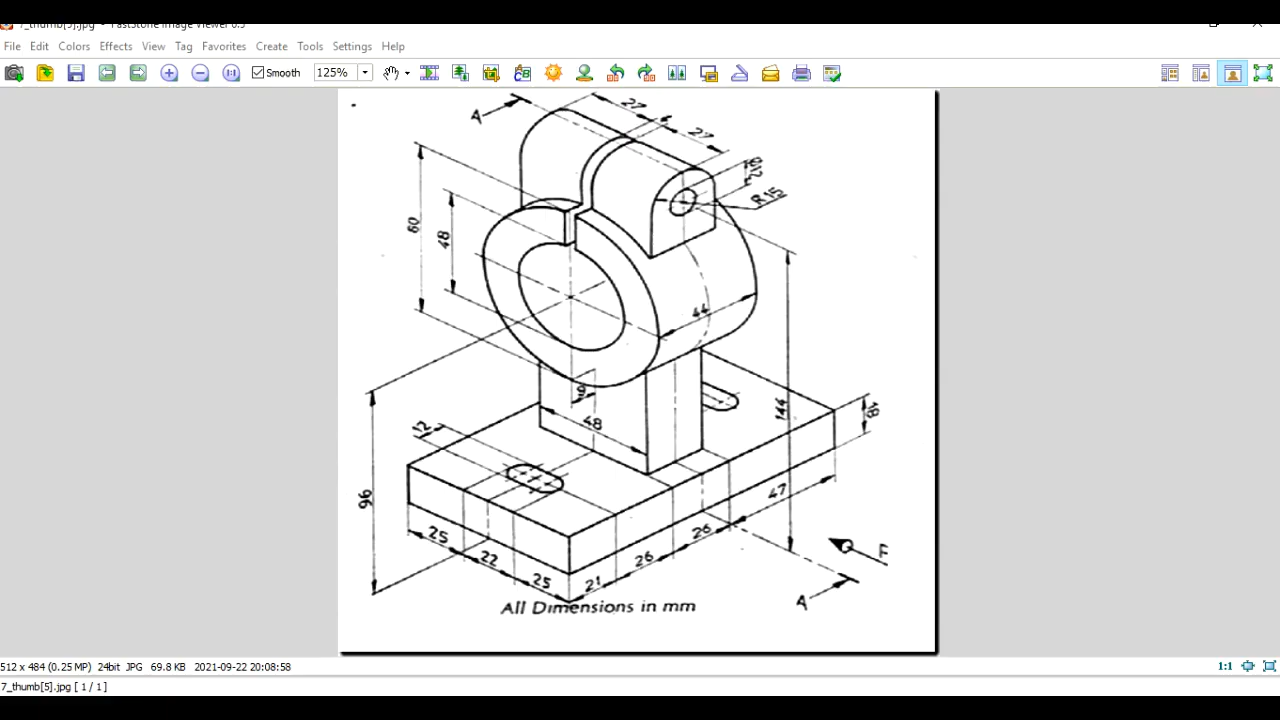 7_thumb[5].jpg - FastStone Image Viewer 6.5
File Edit Colors Effects View Tag Favorites Create Tools Settings Help
Smooth 125%
A
27
6
27
R15
60
48
44
9
48
12
144
18
96
47
26
26
25
22
25
21
F
A
All Dimensions in mm
512 x 484 (0.25 MP) 24bit JPG 69.8 KB 2021-09-22 20:08:58
1:1
7_thumb[5].jpg [ 1 / 1 ]